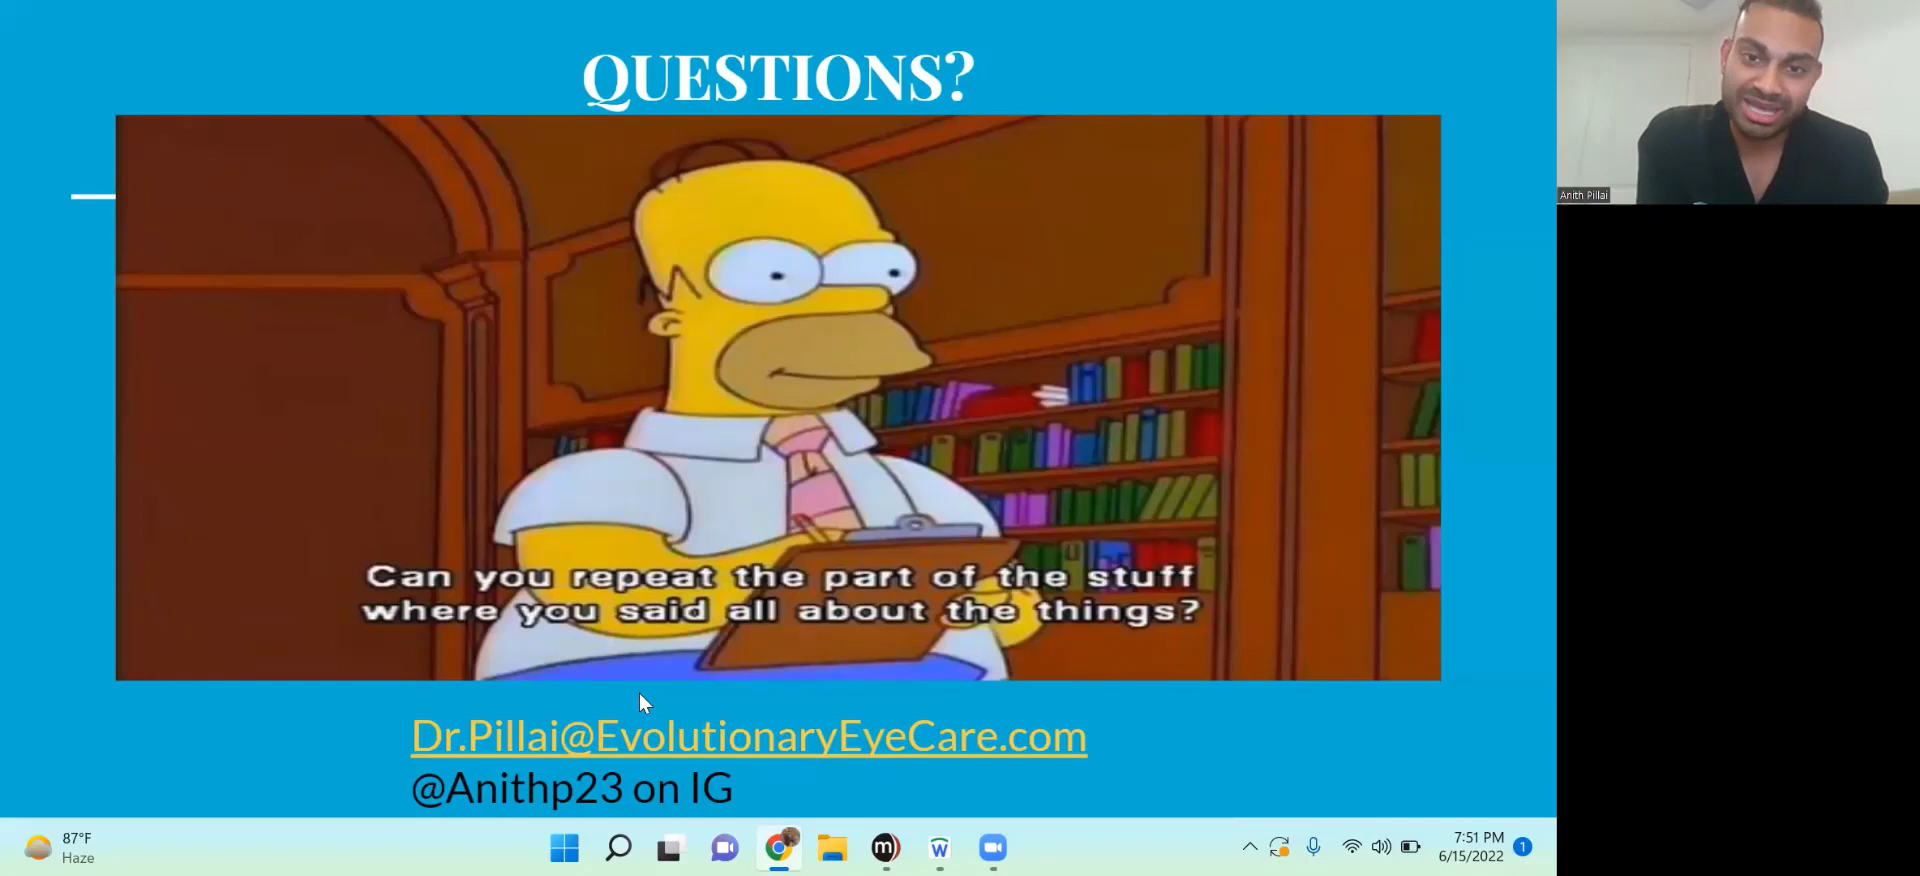 QUESTIONS?
Anith Pillai
Can you repeat the part of the stuff
where you said all about the things?
Dr.Pillai@EvolutionaryEyeCare.com
@Anithp23 on IG
87°F
Haze
m
W
7:51 PM
6/15/2022
1